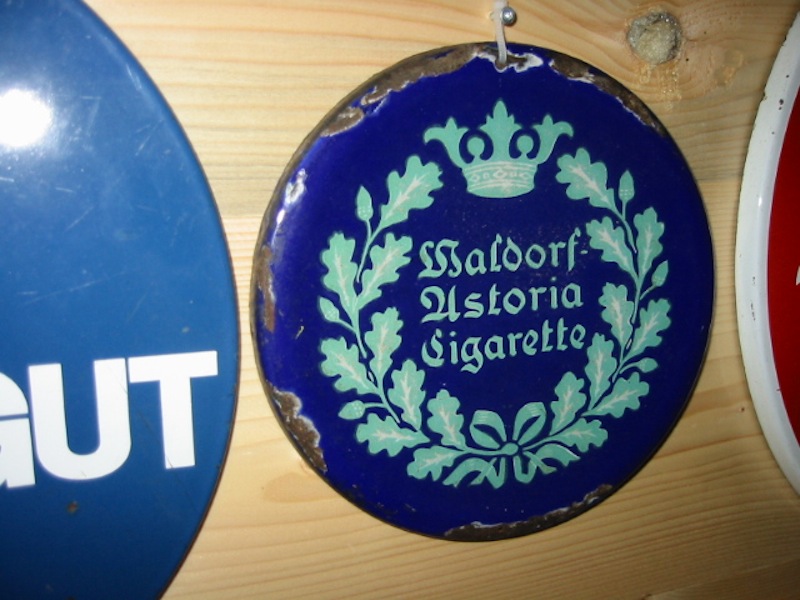 GUT
Waldorf-
Astoria
Cigarette